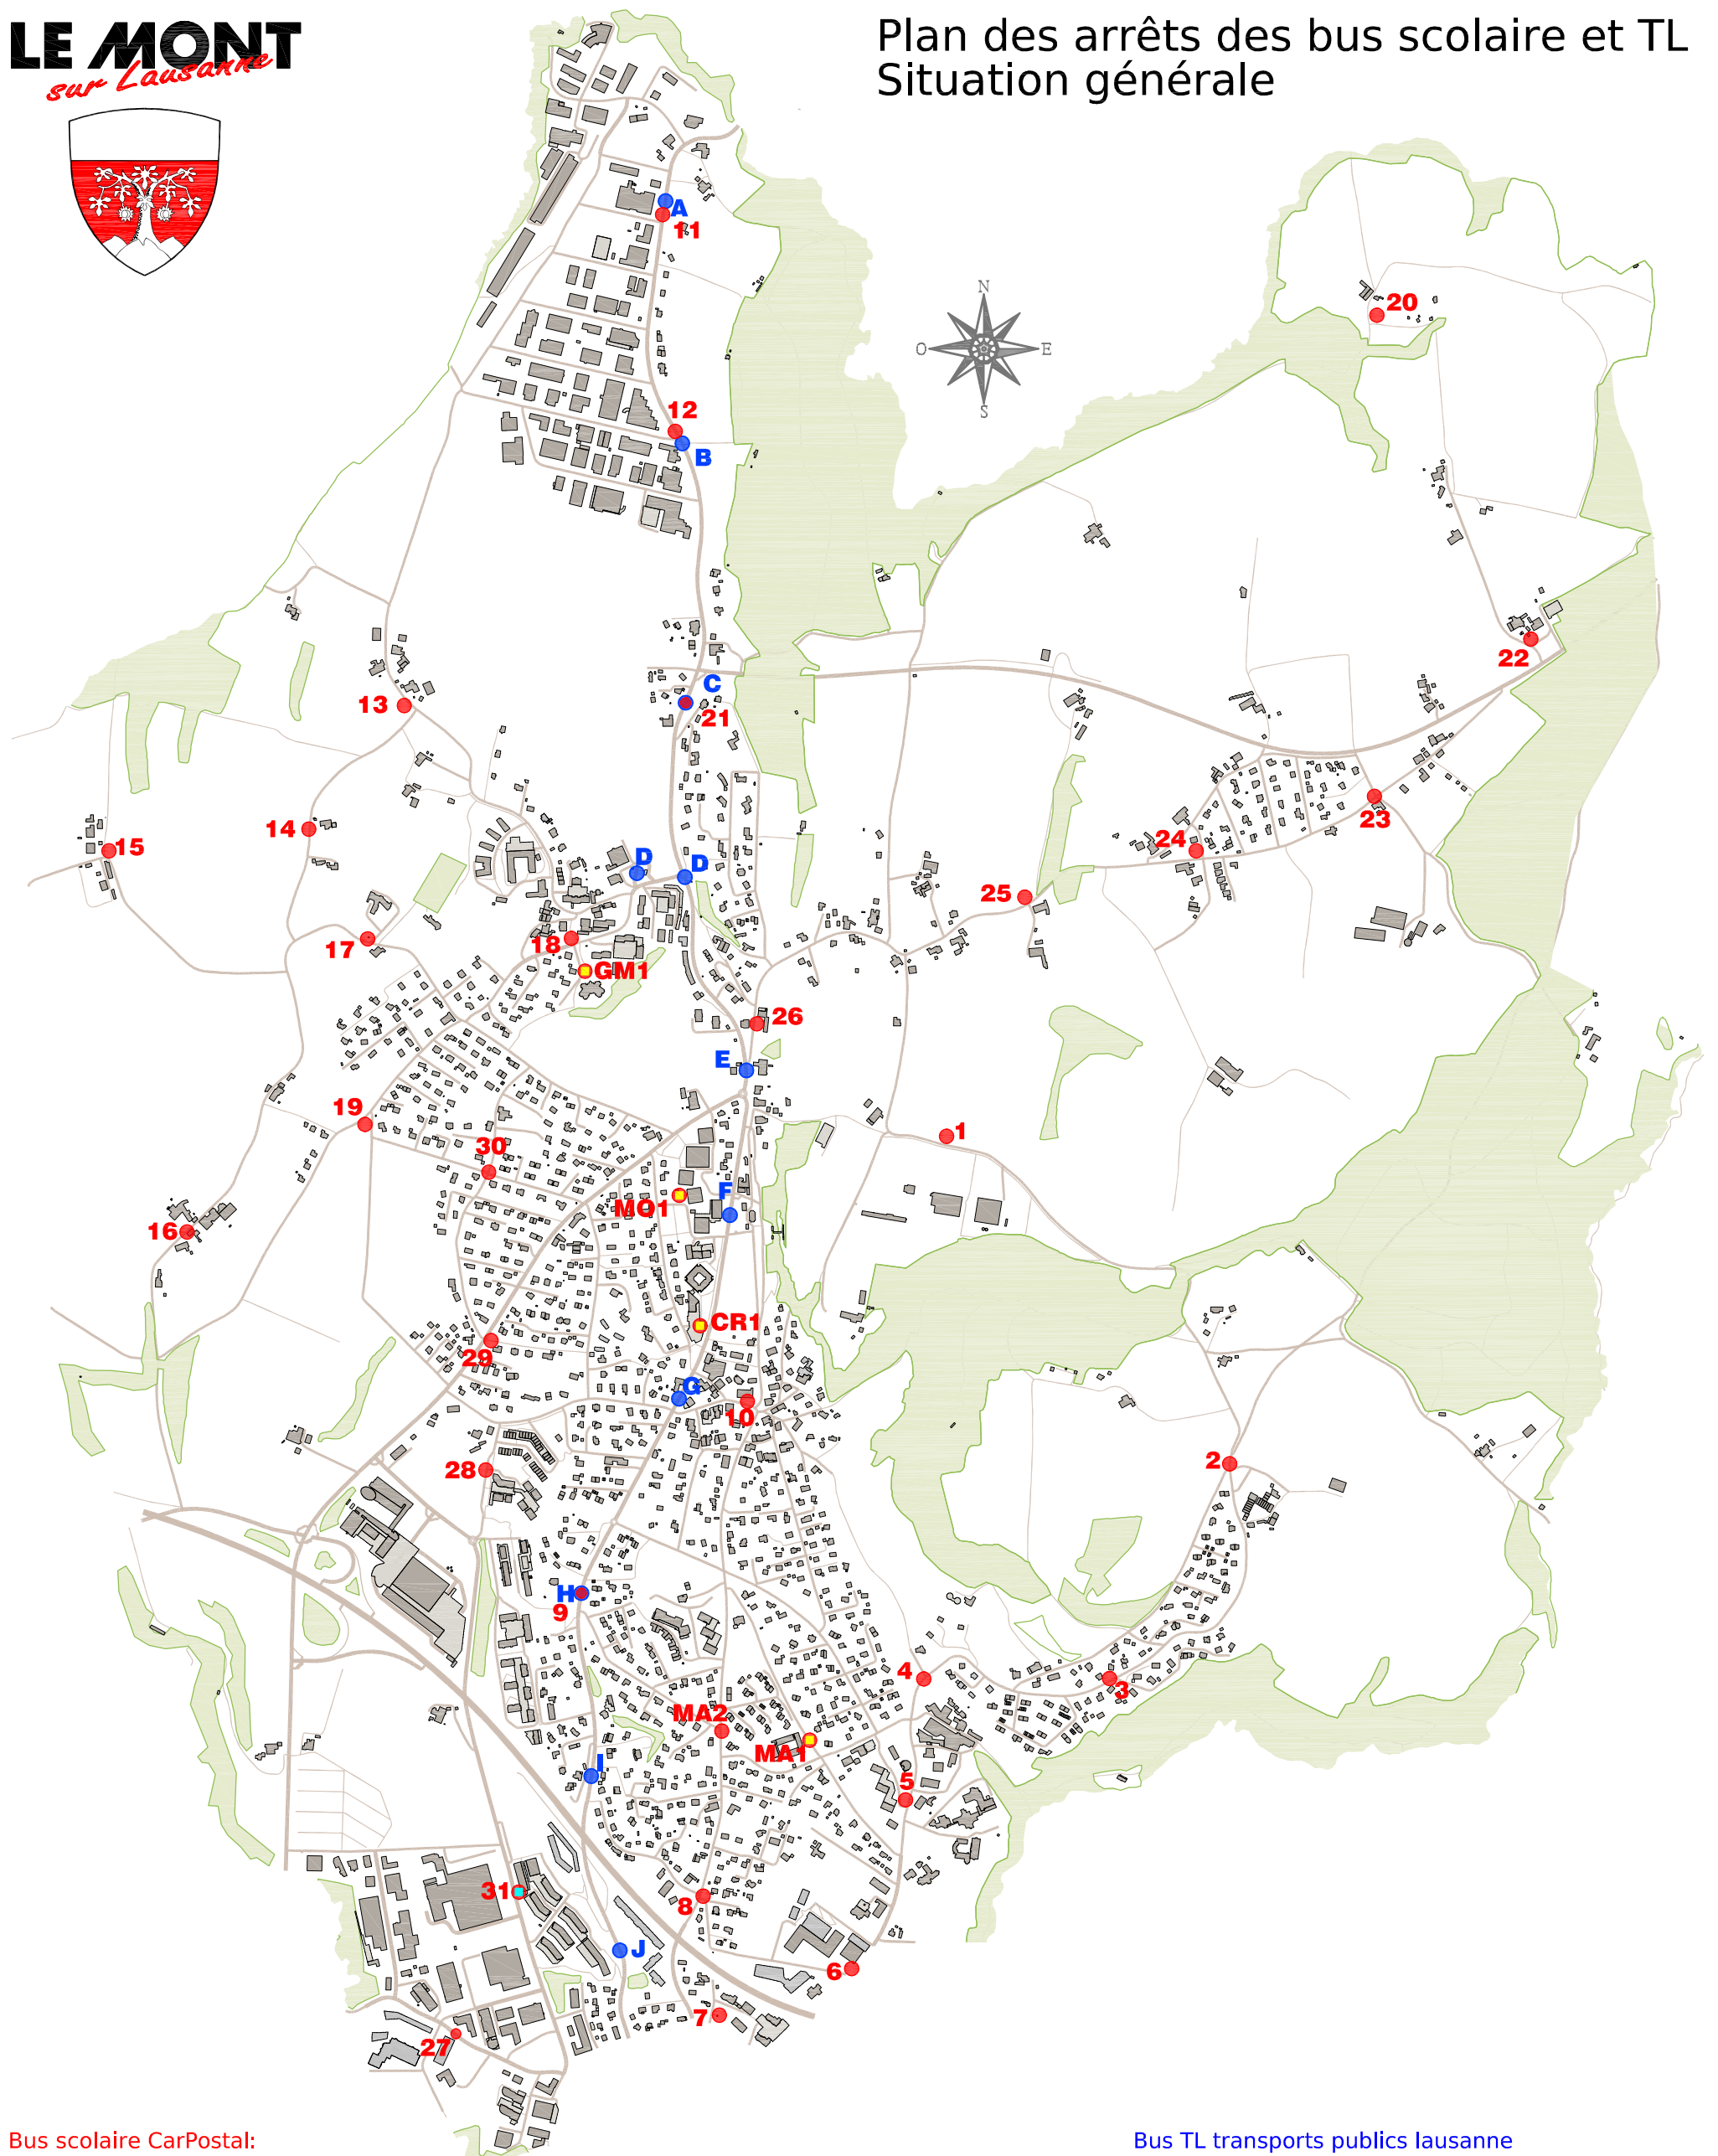 LE MONT
sur Lausanne
Plan des arrêts des bus scolaire et TL
Situation générale
A
11
N
O
E
S
20
12
B
22
13
C
21
23
14
15
24
D
D
25
17
18
GM1
26
E
19
1
30
MO1
F
16
CR1
29
G
10
2
28
H
9
4
3
MA2
MA1
I
5
31
8
J
6
7
27
Bus scolaire CarPostal:
Bus TL transports publics lausanne